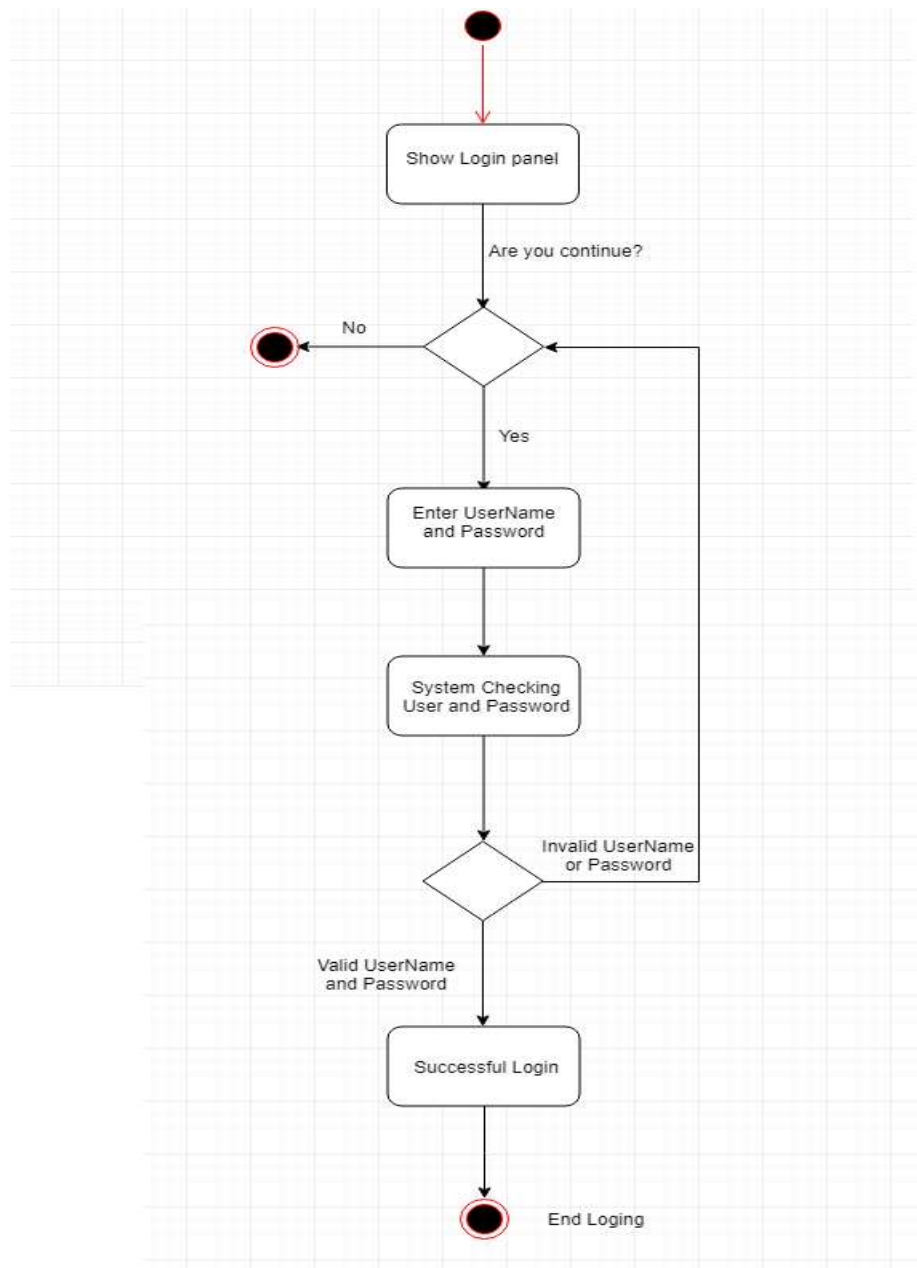 Show Login panel
Are you continue?
No
Yes
Enter UserName
and Password
System Checking
User and Password
Invalid UserName
or Password
Valid UserName
and Password
Successful Login
End Loging